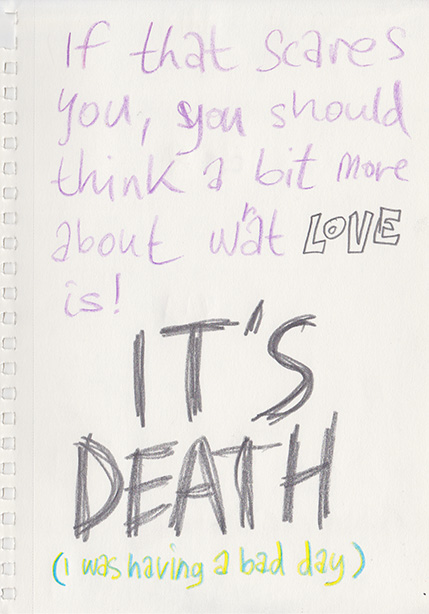 If that scares
you, you should
think a bit more
about what LOVE
is!
IT'S
DEATH
(i was having a bad day)